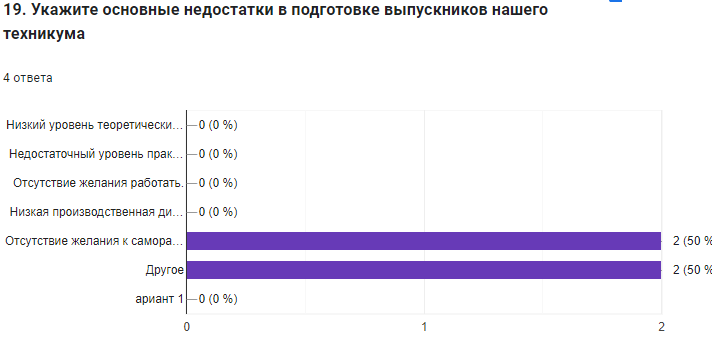 19. Укажите основные недостатки в подготовке выпускников нашего
техникума
4 ответа
Низкий уровень теоретически... 0 (0 %)
Недостаточный уровень прак... 0 (0 %)
Отсутствие желания работать. 0 (0 %)
Низкая производственная ди... 0 (0 %)
Отсутствие желания к самора... 2 (50 %
Другое 2 (50 %
ариант 1 0 (0 %)
0 1 2